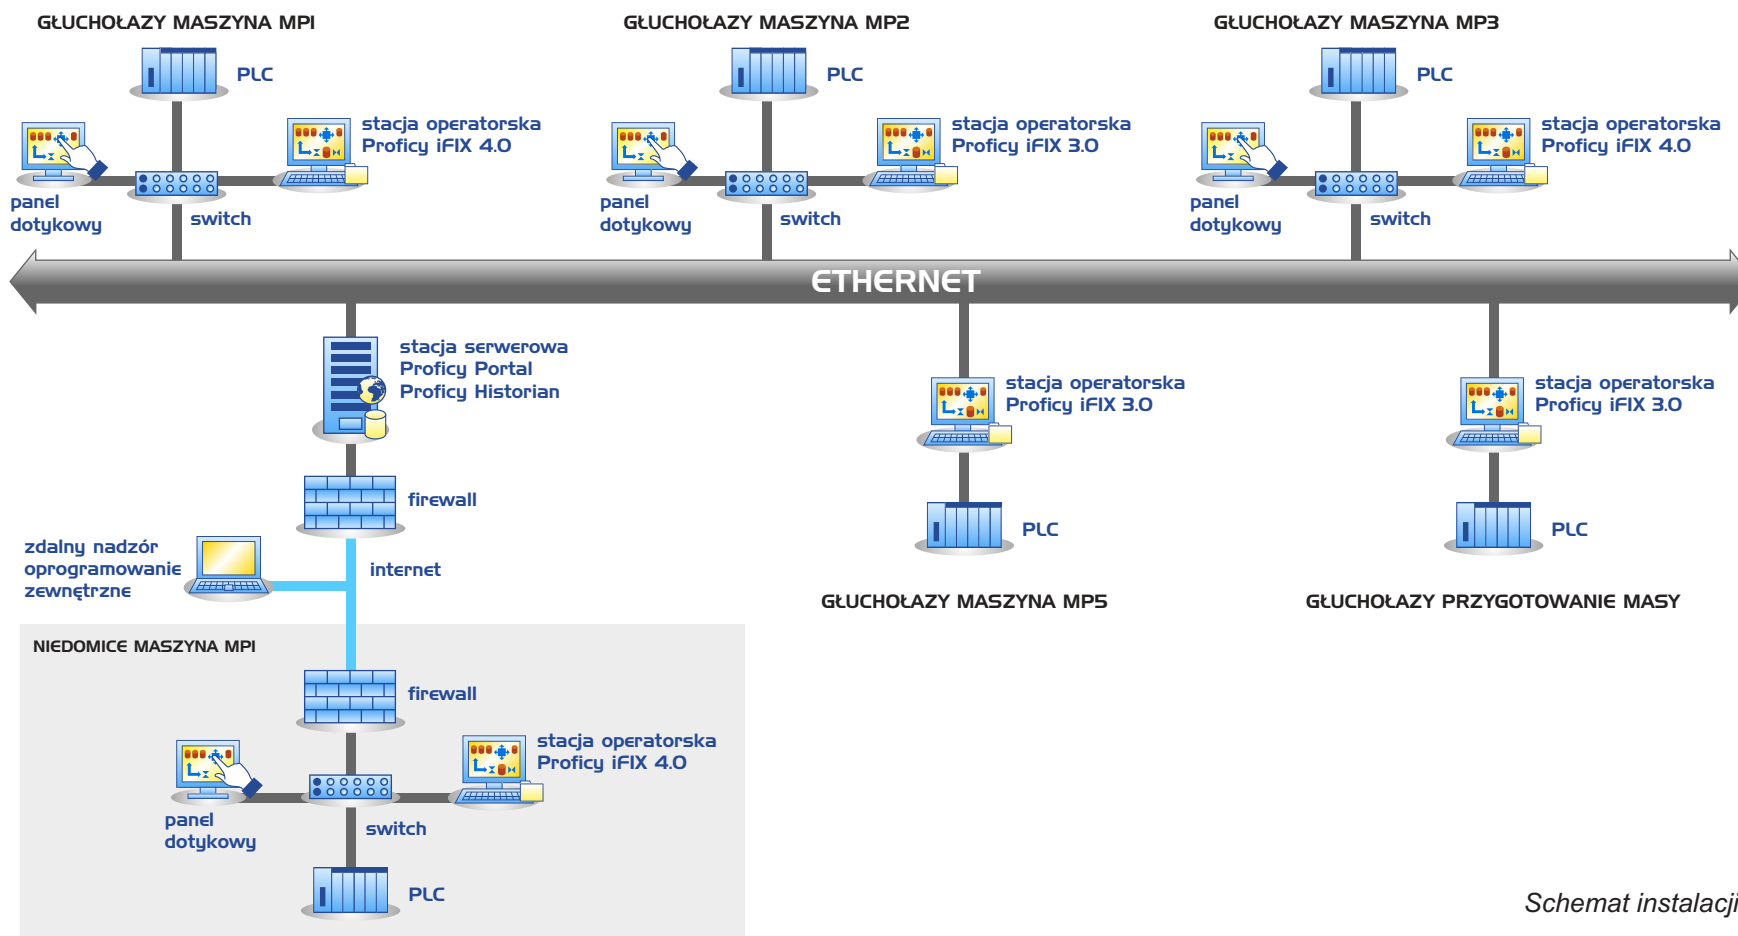 GŁUCHOŁAZY MASZYNA MP1
PLC
stacja operatorska
Proficy iFIX 4.0
panel
dotykowy
switch
GŁUCHOŁAZY MASZYNA MP2
PLC
stacja operatorska
Proficy iFIX 3.0
panel
dotykowy
switch
GŁUCHOŁAZY MASZYNA MP3
PLC
stacja operatorska
Proficy iFIX 4.0
panel
dotykowy
switch
ETHERNET
stacja serwerowa
Proficy Portal
Proficy Historian
firewall
zdalny nadzór
oprogramowanie
zewnętrzne
internet
stacja operatorska
Proficy iFIX 3.0
PLC
GŁUCHOŁAZY MASZYNA MP5
stacja operatorska
Proficy iFIX 3.0
PLC
GŁUCHOŁAZY PRZYGOTOWANIE MASY
NIEDOMICE MASZYNA MP1
firewall
stacja operatorska
Proficy iFIX 4.0
panel
dotykowy
switch
PLC
Schemat instalacji